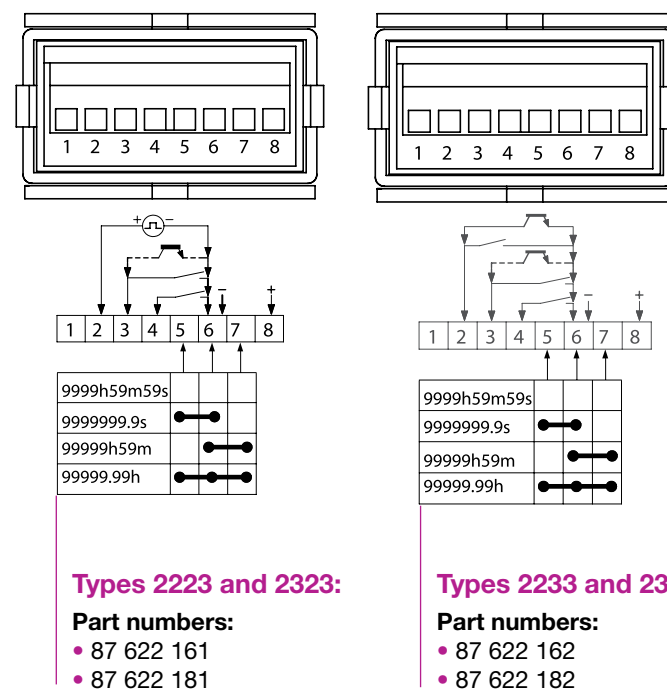 1 2 3 4 5 6 7 8
+ −
− +
1 2 3 4 5 6 7 8
9999h59m59s
9999999.9s
99999h59m
99999.99h
Types 2223 and 2323:
Part numbers:
• 87 622 161
• 87 622 181
1 2 3 4 5 6 7 8
− +
1 2 3 4 5 6 7 8
9999h59m59s
9999999.9s
99999h59m
99999.99h
Types 2233 and 23
Part numbers:
• 87 622 162
• 87 622 182